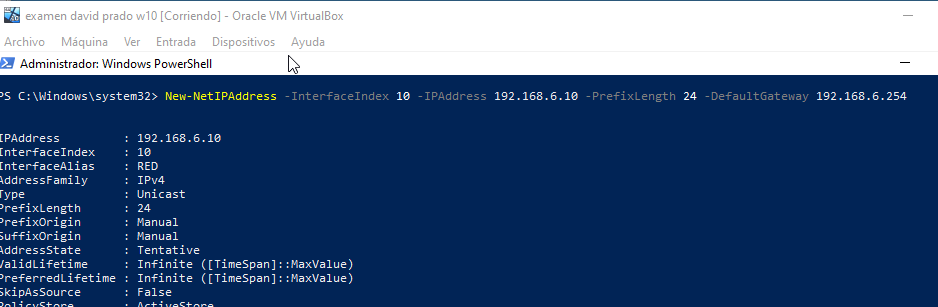 examen david prado w10 [Corriendo] - Oracle VM VirtualBox
Archivo Máquina Ver Entrada Dispositivos Ayuda
Administrador: Windows PowerShell
PS C:\Windows\system32> New-NetIPAddress -InterfaceIndex 10 -IPAddress 192.168.6.10 -PrefixLength 24 -DefaultGateway 192.168.6.254
IPAddress : 192.168.6.10
InterfaceIndex : 10
InterfaceAlias : RED
AddressFamily : IPv4
Type : Unicast
PrefixLength : 24
PrefixOrigin : Manual
SuffixOrigin : Manual
AddressState : Tentative
ValidLifetime : Infinite ([TimeSpan]::MaxValue)
PreferredLifetime : Infinite ([TimeSpan]::MaxValue)
SkipAsSource : False
PolicyStore : ActiveStore